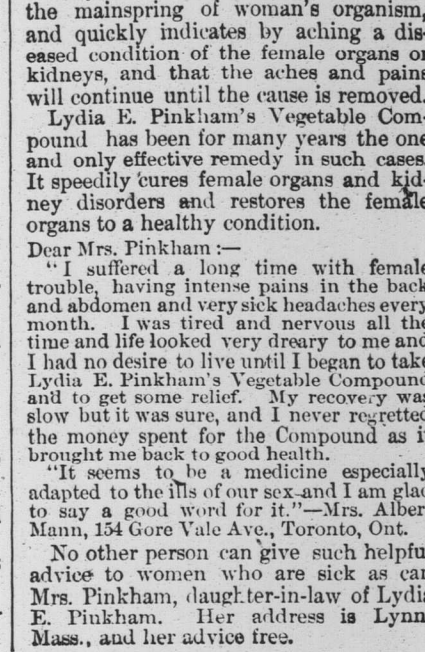 the mainspring of woman's organism,
and quickly indicates by aching a dis-
eased condition of the female organs or
kidneys, and that the aches and pains
will continue until the cause is removed.
Lydia E. Pinkham's Vegetable Com-
pound has been for many years the one
and only effective remedy in such cases.
It speedily cures female organs and kid-
ney disorders and restores the female
organs to a healthy condition.
Dear Mrs. Pinkham :—
"I suffered a long time with female
trouble, having intense pains in the back
and abdomen and very sick headaches every
month. I was tired and nervous all the
time and life looked very dreary to me and
I had no desire to live until I began to take
Lydia E. Pinkham's Vegetable Compound
and to get some relief. My recovery was
slow but it was sure, and I never regretted
the money spent for the Compound as i
brought me back to good health.
"It seems to be a medicine especially
adapted to the ills of our sex and I am glad
to say a good word for it."—Mrs. Alber
Mann, 154 Gore Vale Ave., Toronto, Ont.
No other person can give such helpfu
advice to women who are sick as can
Mrs. Pinkham, daughter-in-law of Lydia
E. Pinkham. Her address is Lynn
Mass., and her advice free.